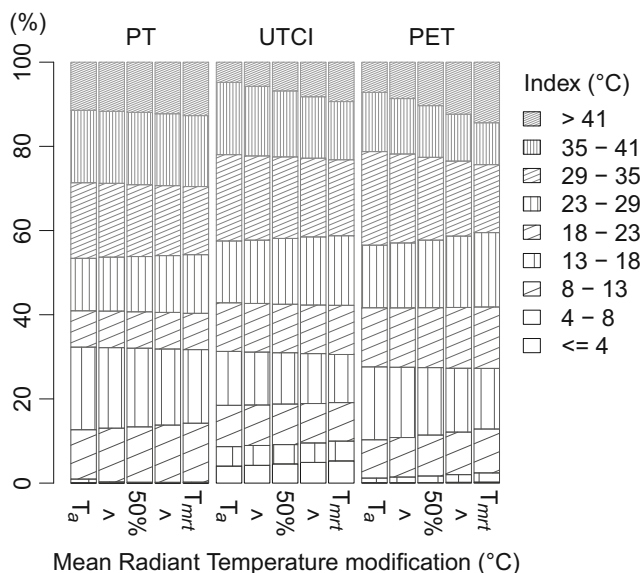 (%)
PT UTCI PET
100
80
60
40
20
0
Index (°C)
> 41
35 − 41
29 − 35
23 − 29
18 − 23
13 − 18
8 − 13
4 − 8
<= 4
Ta < 50% < Tmrt Ta < 50% < Tmrt Ta < 50% < Tmrt
Mean Radiant Temperature modification (°C)